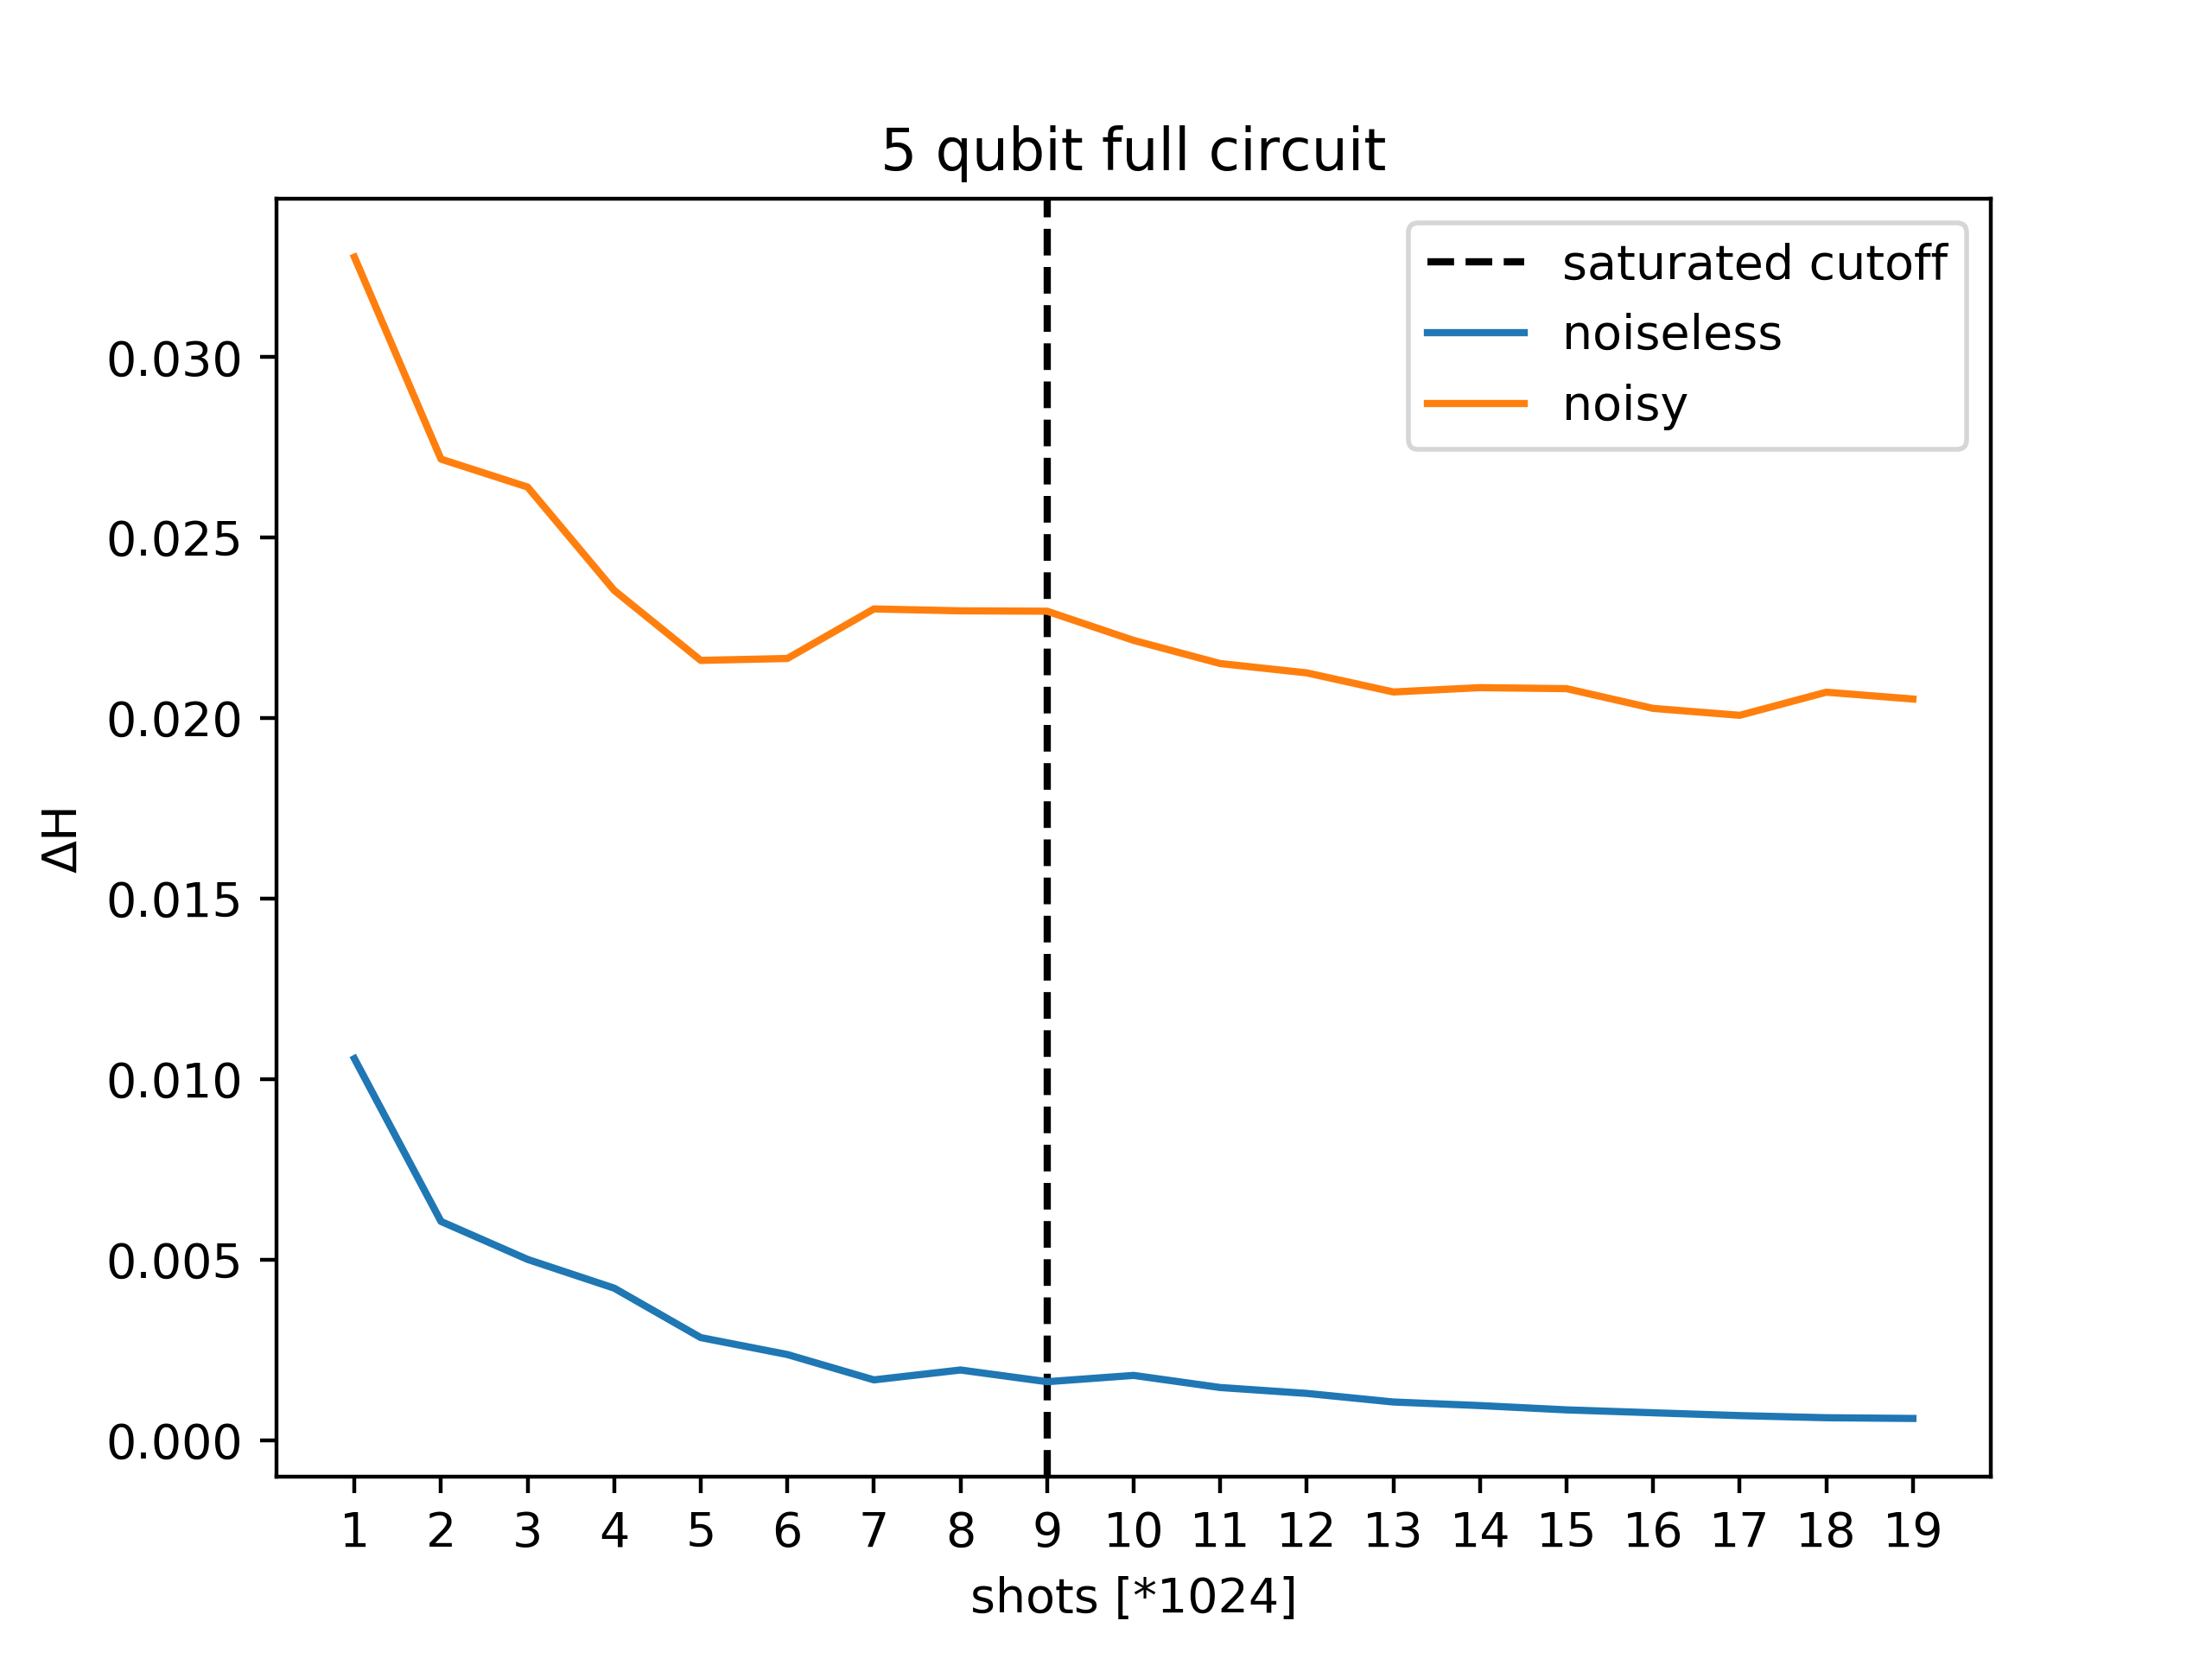 5 qubit full circuit
saturated cutoff
noiseless
noisy
0.030
0.025
0.020
0.015
0.010
0.005
0.000
ΔH
1 2 3 4 5 6 7 8 9 10 11 12 13 14 15 16 17 18 19
shots [*1024]